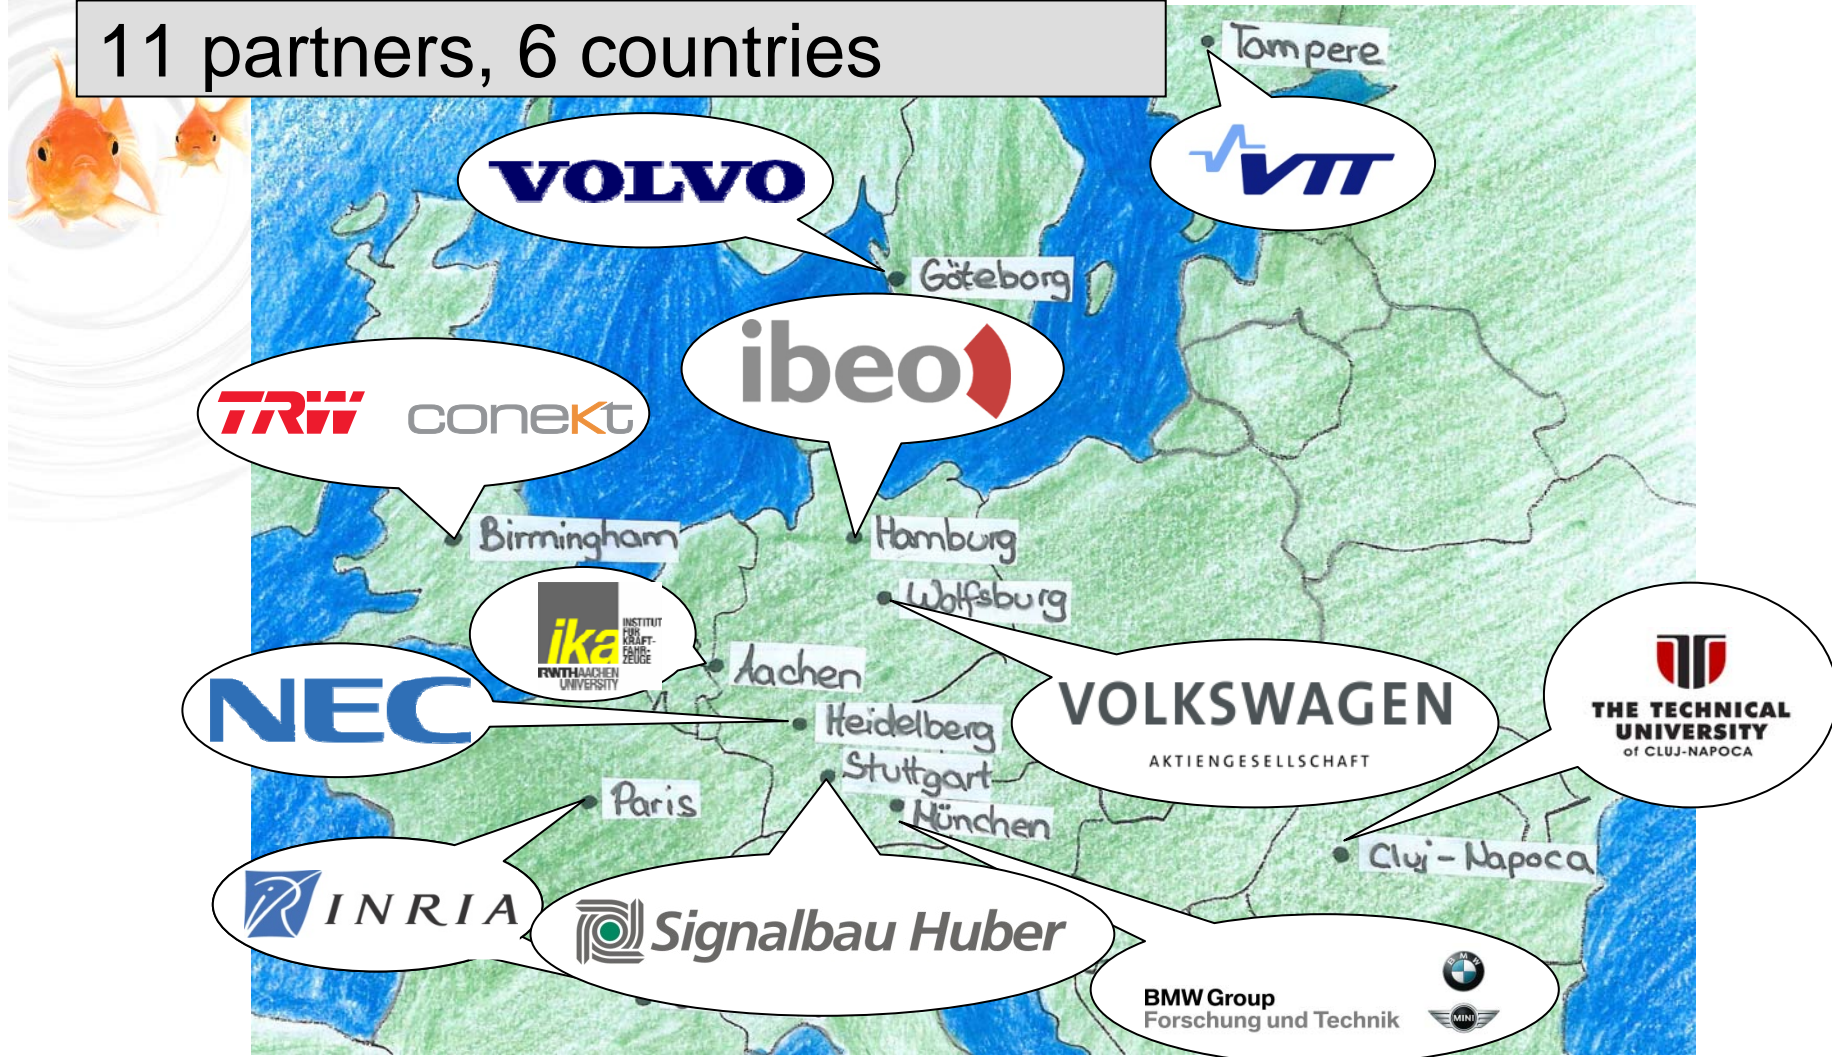 11 partners, 6 countries
Tampere
VTT
VOLVO
Göteborg
ibeo
TRW conekt
Birmingham
Hamburg
Wolfsburg
ika
INSTITUT
FÜR
KRAFT-
FAHR-
ZEUGE
RWTHAACHEN
UNIVERSITY
Aachen
NEC
Heidelberg
VOLKSWAGEN
AKTIENGESELLSCHAFT
THE TECHNICAL
UNIVERSITY
of CLUJ-NAPOCA
Stuttgart
Paris
München
Cluj-Napoca
INRIA
Signalbau Huber
BMW
BMW Group
Forschung und Technik
MINI